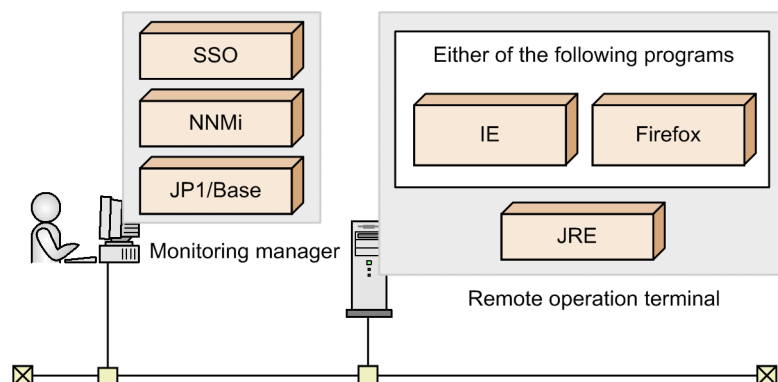 SSO
NNMi
JP1/Base
Monitoring manager
Either of the following programs
IE
Firefox
JRE
Remote operation terminal